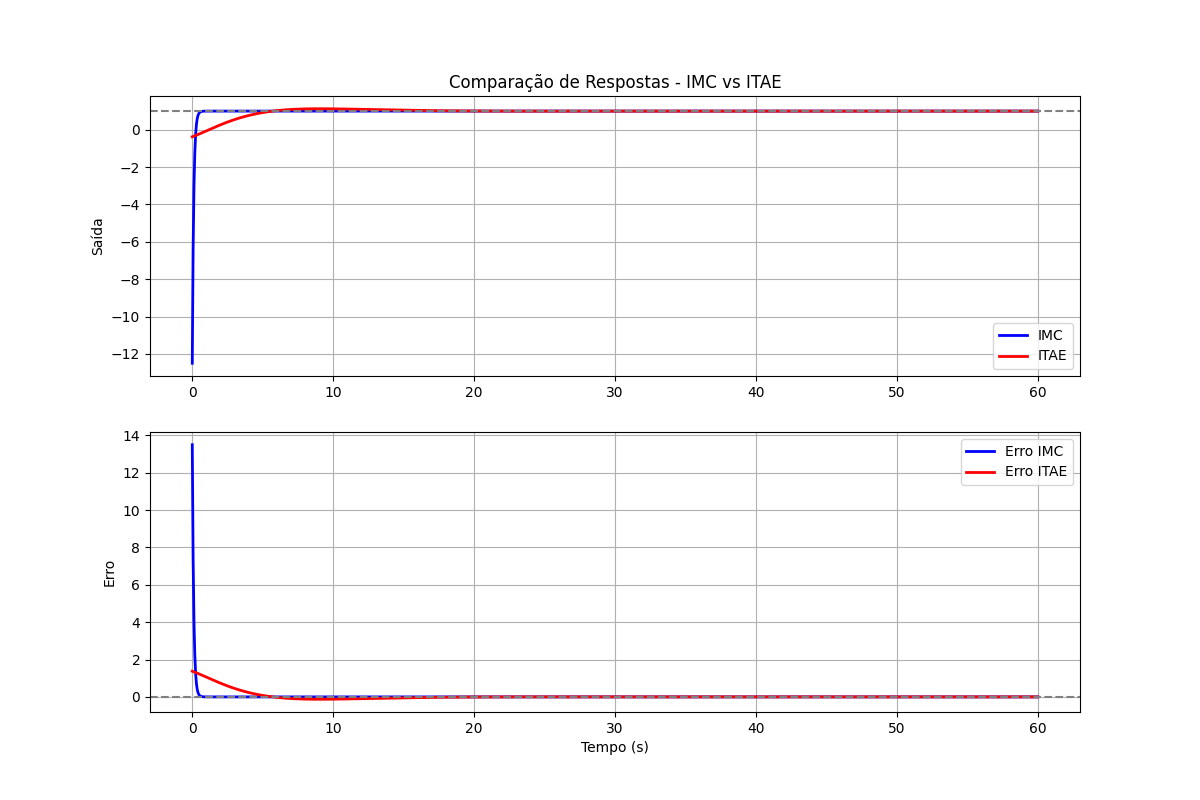 Comparação de Respostas - IMC vs ITAE
Saída
0
−2
−4
−6
−8
−10
−12
IMC
ITAE
0 10 20 30 40 50 60
Erro
14
12
10
8
6
4
2
0
Erro IMC
Erro ITAE
0 10 20 30 40 50 60
Tempo (s)